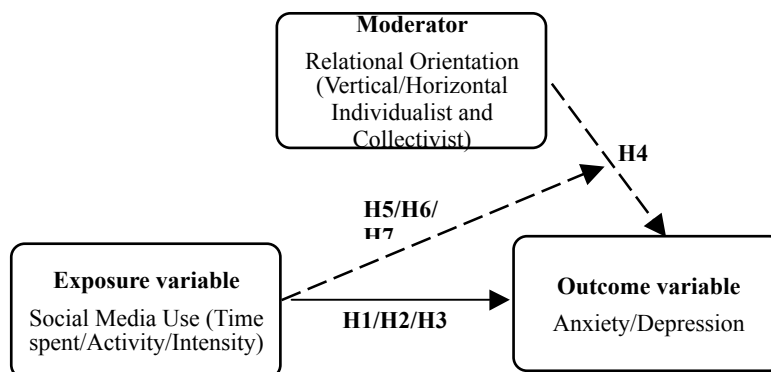 Moderator
Relational Orientation
(Vertical/Horizontal
Individualist and
Collectivist)
H4
H5/H6/
H7
Exposure variable
Social Media Use (Time
spent/Activity/Intensity)
H1/H2/H3
Outcome variable
Anxiety/Depression